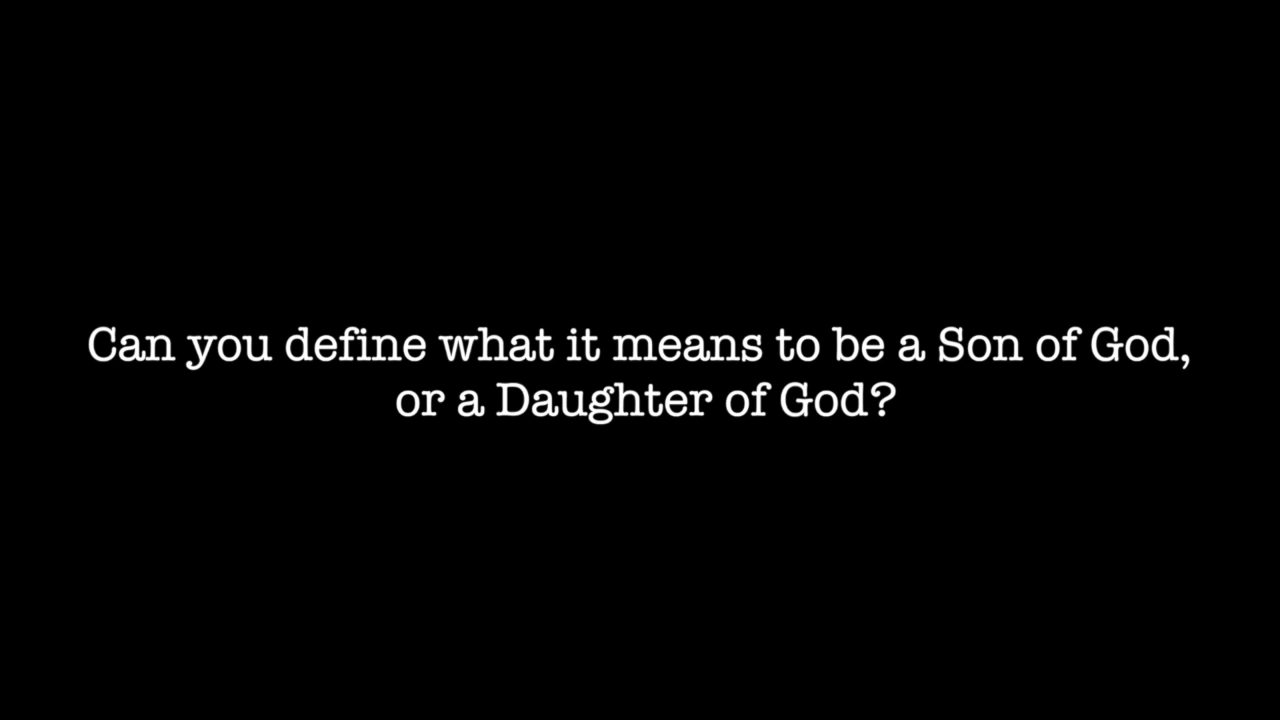 Can you define what it means to be a Son of God,
or a Daughter of God?